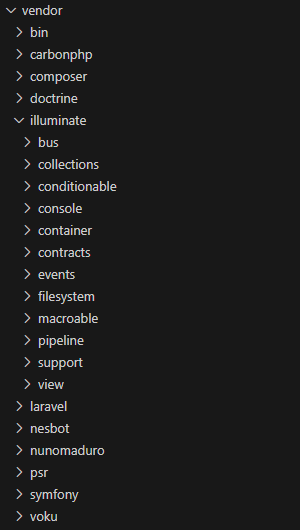 vendor
bin
carbonphp
composer
doctrine
illuminate
bus
collections
conditionable
console
container
contracts
events
filesystem
macroable
pipeline
support
view
laravel
nesbot
nunomaduro
psr
symfony
voku